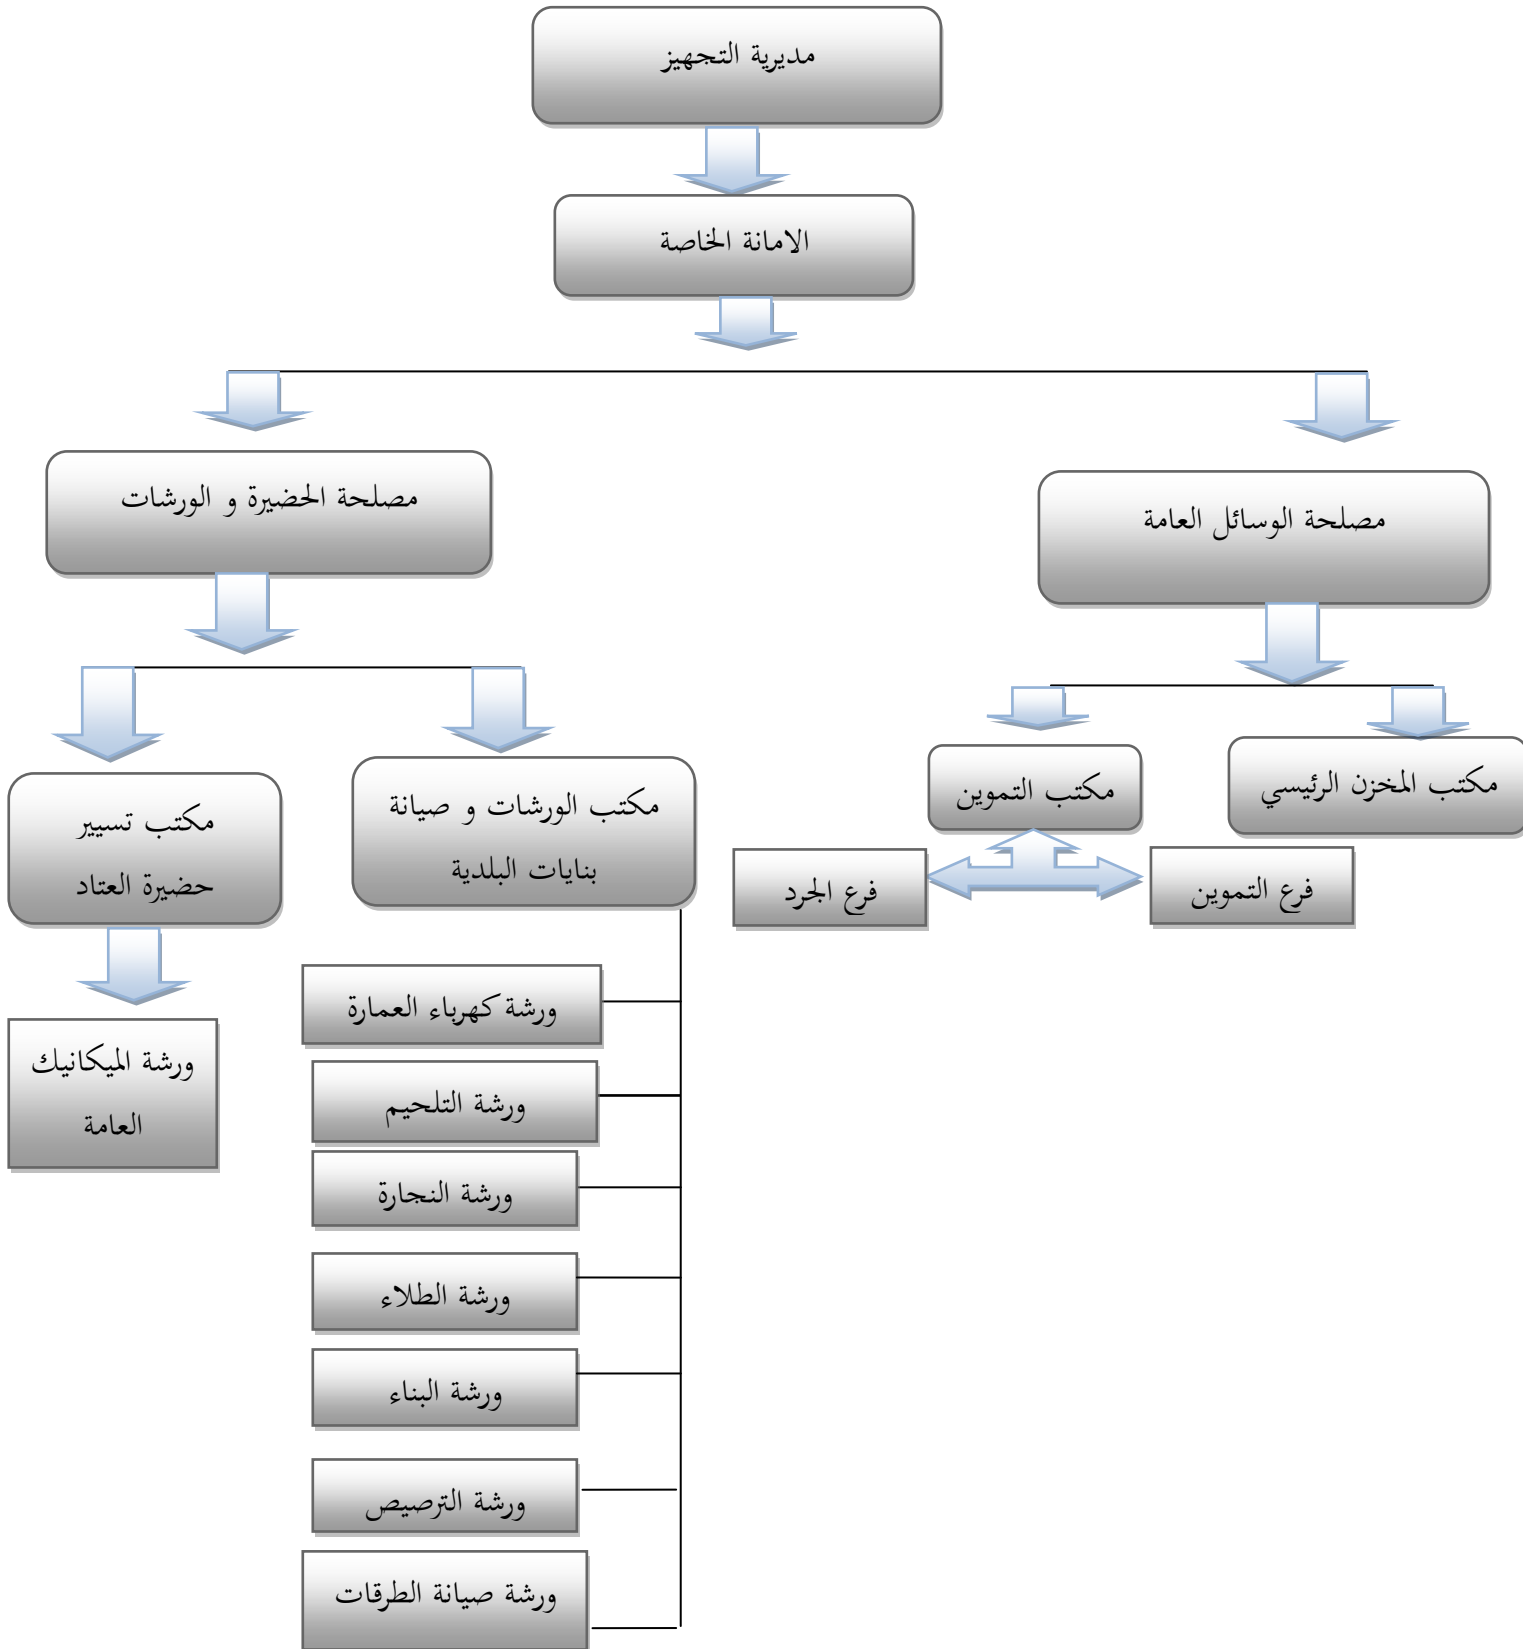 مديرية التجهيز
الامانة الخاصة
مصلحة الوسائل العامة
مصلحة الحضيرة و الورشات
مكتب المخزن الرئيسي
مكتب التموين
مكتب الورشات و صيانة
بنايات البلدية
مكتب تسيير
حضيرة العتاد
فرع التموين
فرع الجرد
ورشة كهرباء العمارة
ورشة التلحيم
ورشة النجارة
ورشة الطلاء
ورشة البناء
ورشة الترصيص
ورشة صيانة الطرقات
ورشة الميكانيك
العامة